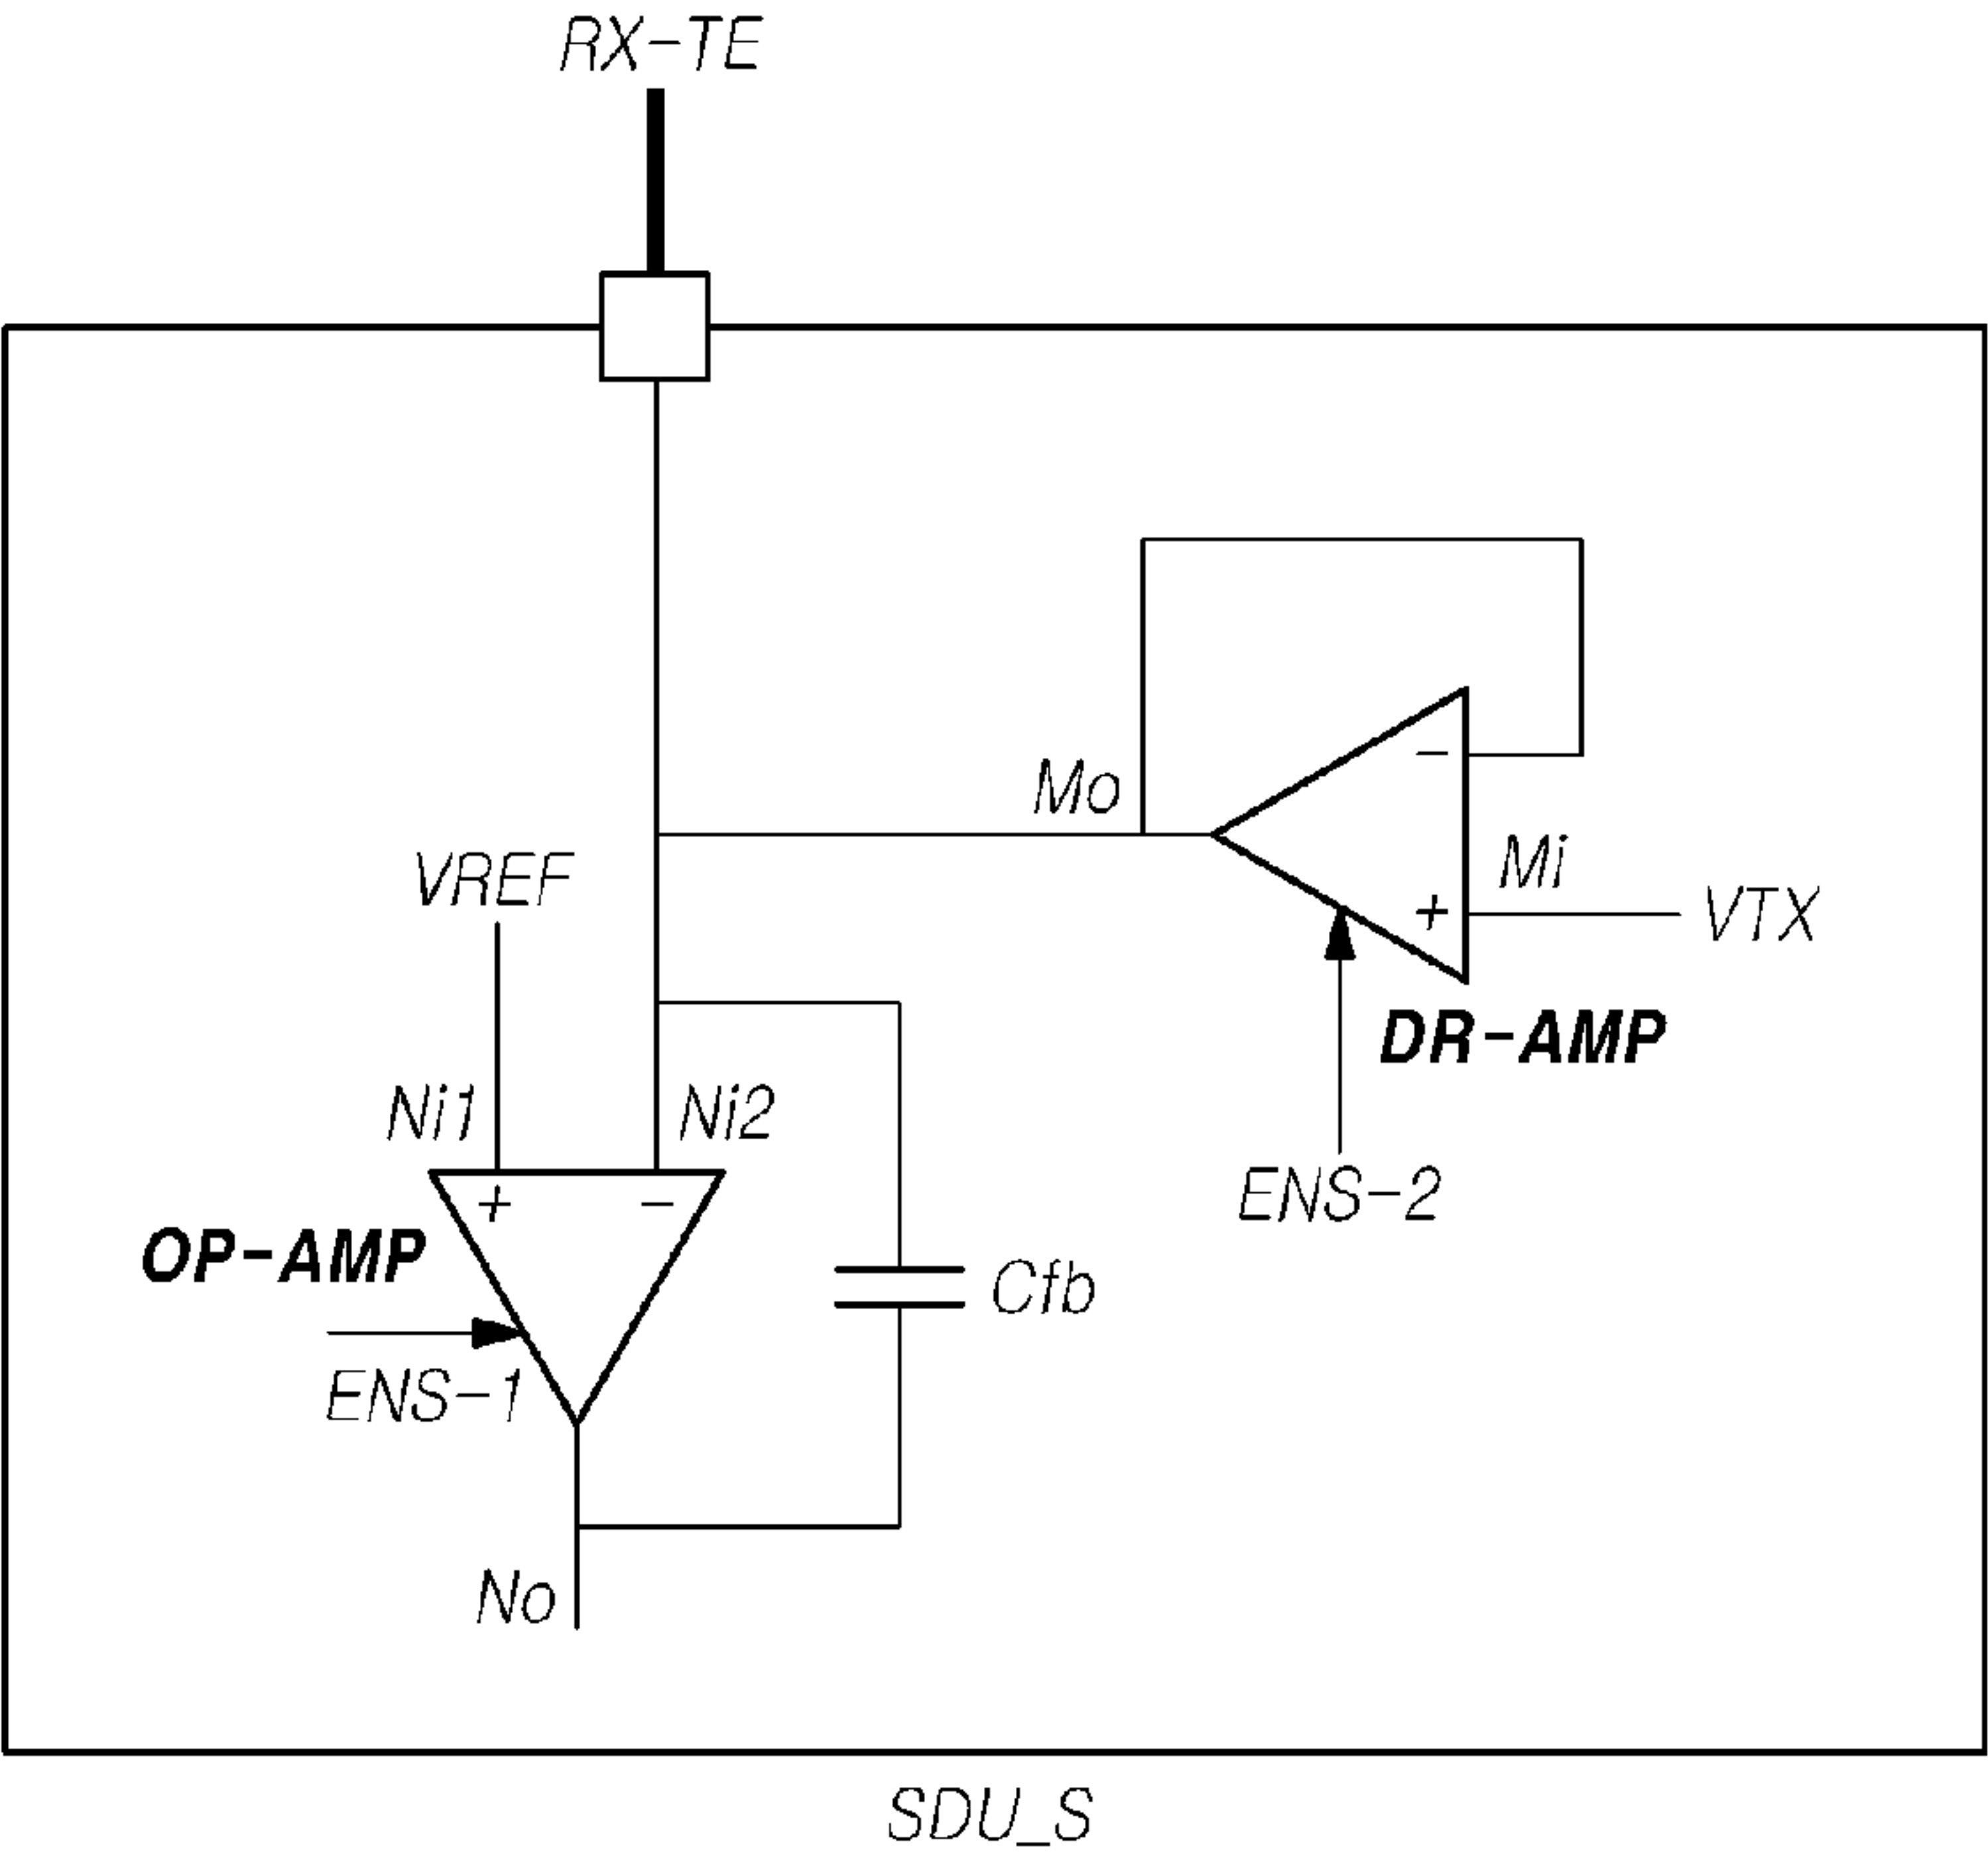 RX-TE
Mo
Mi
VTX
VREF
DR-AMP
Ni1
Ni2
ENS-2
+
-
-
+
OP-AMP
Cfb
ENS-1
No
SDU_S